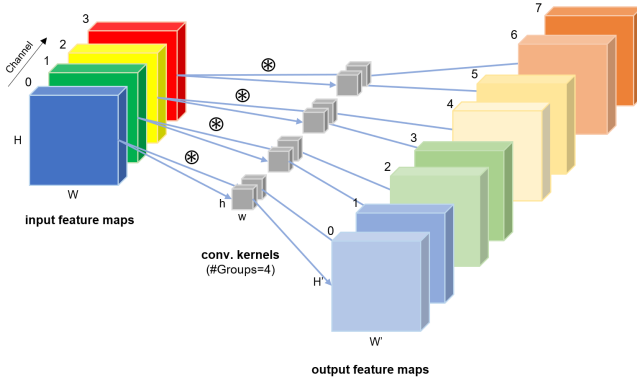 Channel
0
1
2
3
H
W
input feature maps
⊛
⊛
⊛
⊛
h
w
conv. kernels
(#Groups=4)
0
1
2
3
4
5
6
7
H'
W'
output feature maps